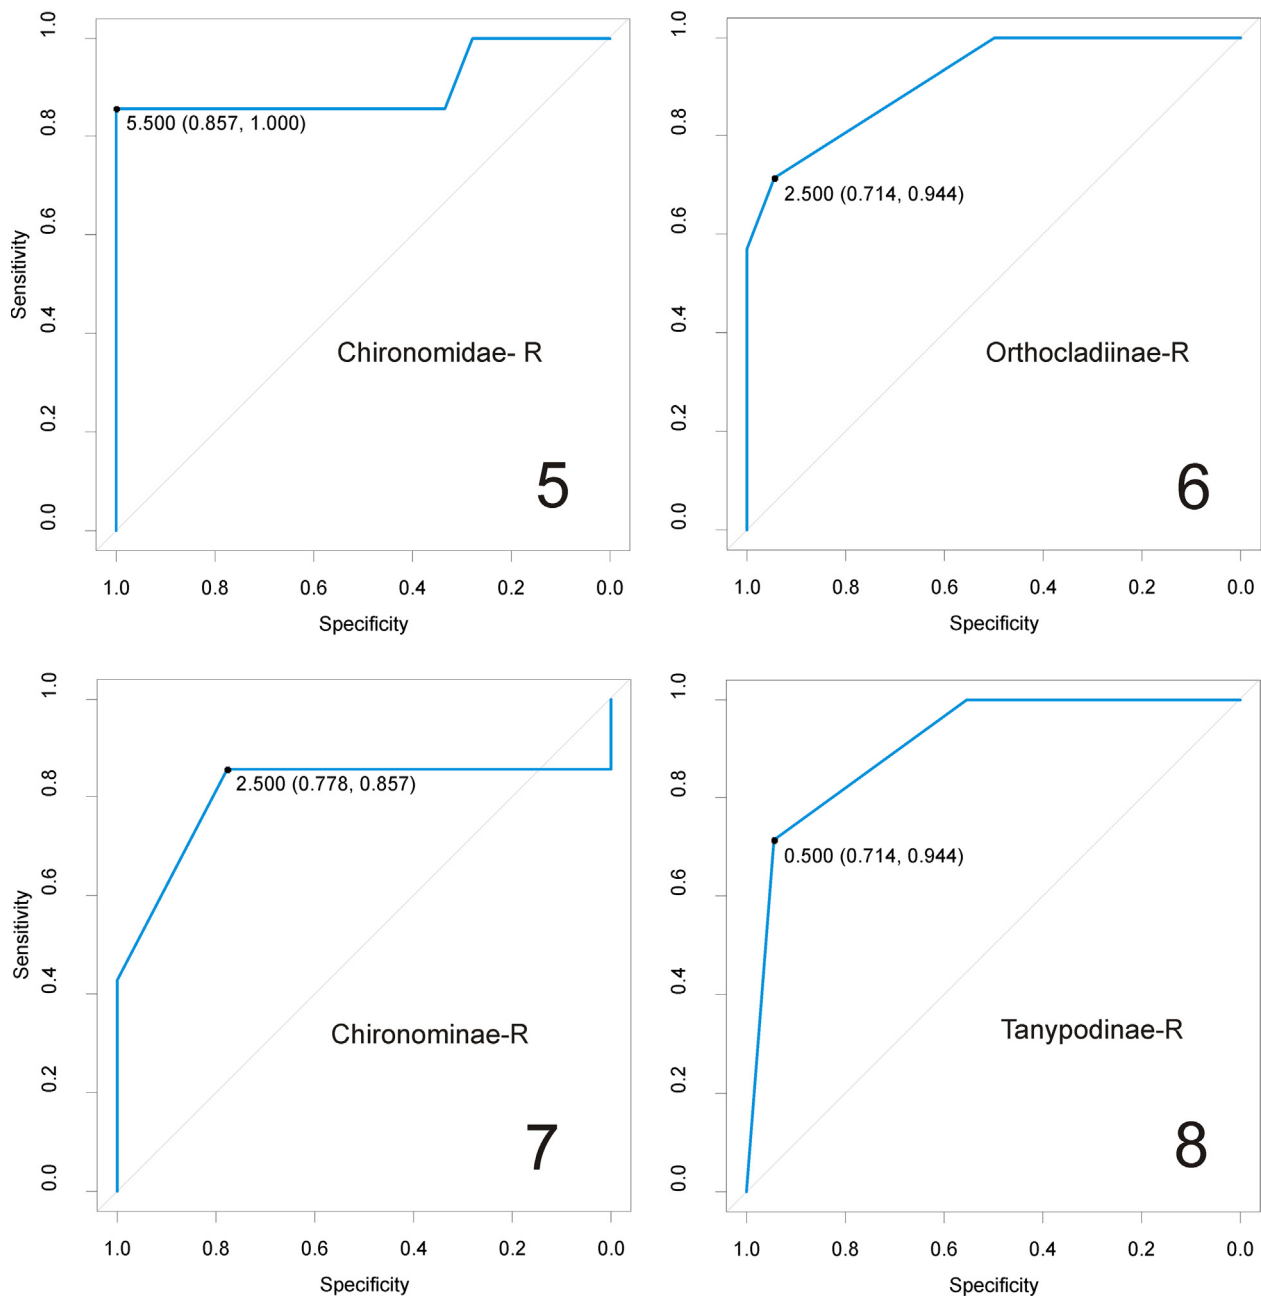 1.0
0.8
0.6
0.4
0.2
0.0
Sensitivity
5.500 (0.857, 1.000)
Chironomidae- R
5
1.0 0.8 0.6 0.4 0.2 0.0
Specificity
1.0
0.8
0.6
0.4
0.2
0.0
2.500 (0.714, 0.944)
Orthocladiinae-R
6
1.0 0.8 0.6 0.4 0.2 0.0
Specificity
1.0
0.8
0.6
0.4
0.2
0.0
Sensitivity
2.500 (0.778, 0.857)
Chironominae-R
7
1.0 0.8 0.6 0.4 0.2 0.0
Specificity
1.0
0.8
0.6
0.4
0.2
0.0
0.500 (0.714, 0.944)
Tanypodinae-R
8
1.0 0.8 0.6 0.4 0.2 0.0
Specificity